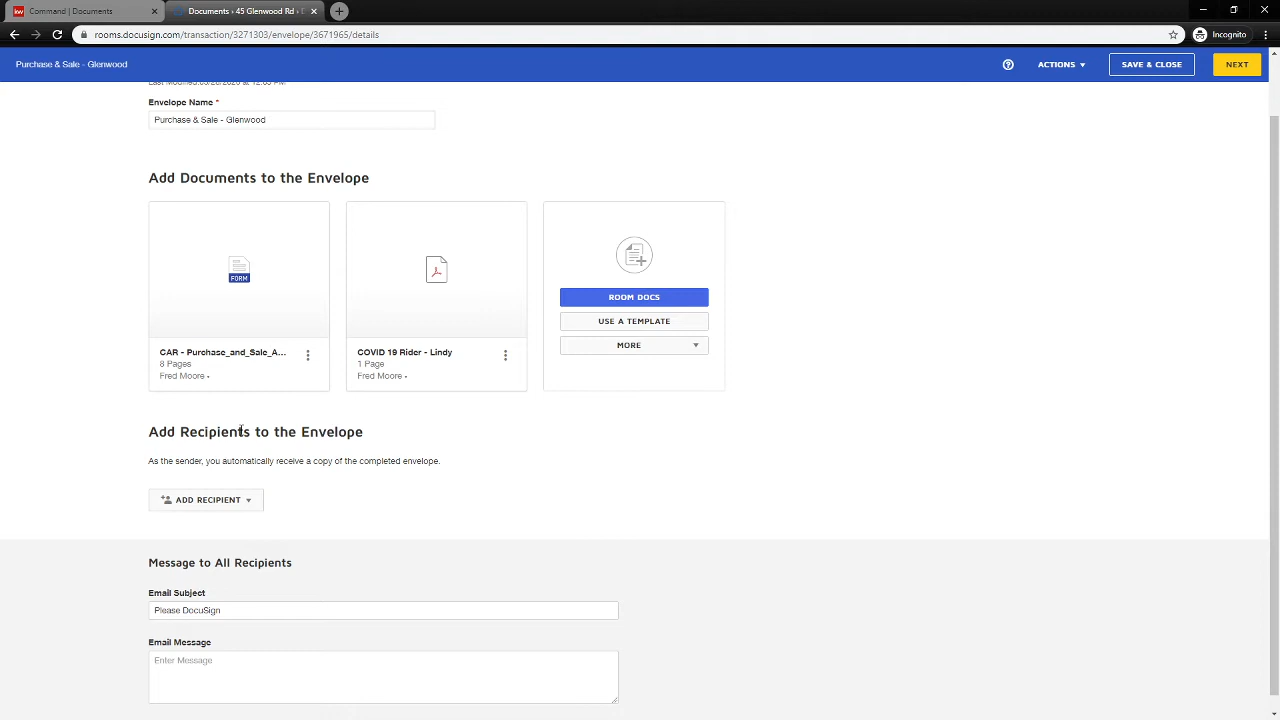 Command | Documents
Documents › 45 Glenwood Rd › E
rooms.docusign.com/transaction/3271303/envelope/3671965/details
Incognito
Purchase & Sale - Glenwood
ACTIONS
SAVE & CLOSE
NEXT
Envelope Name *
Purchase & Sale - Glenwood
Add Documents to the Envelope
FORM
ROOM DOCS
USE A TEMPLATE
MORE
CAR - Purchase_and_Sale_A...
8 Pages
Fred Moore •
COVID 19 Rider - Lindy
1 Page
Fred Moore •
Add Recipients to the Envelope
As the sender, you automatically receive a copy of the completed envelope.
ADD RECIPIENT
Message to All Recipients
Email Subject
Please DocuSign
Email Message
Enter Message